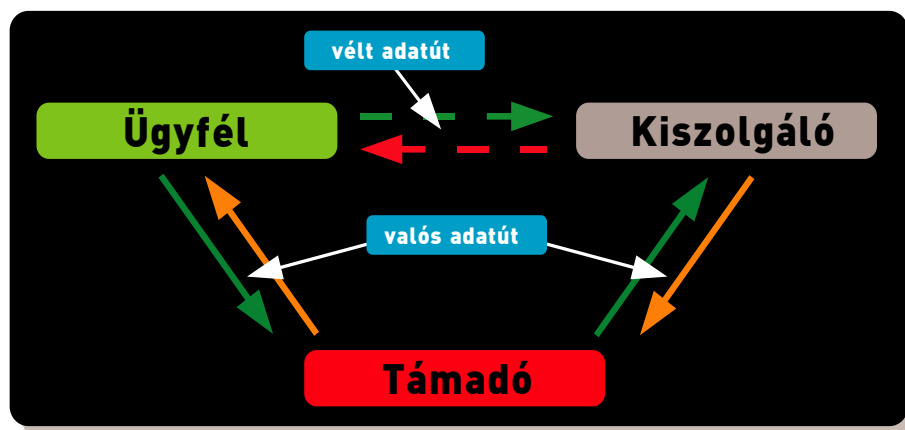 vélt adatút
Ügyfél
Kiszolgáló
valós adatút
Támadó